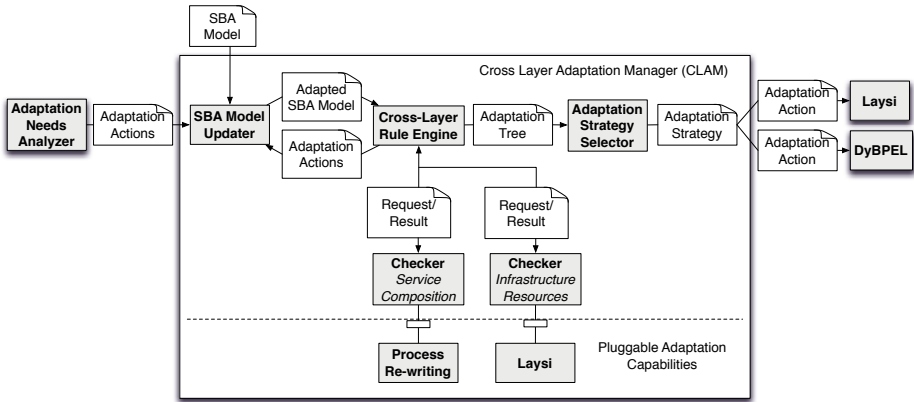 SBA
Model
Cross Layer Adaptation Manager (CLAM)
Adaptation
Needs
Analyzer
Adaptation
Actions
SBA Model
Updater
Adapted
SBA Model
Adaptation
Actions
Cross-Layer
Rule Engine
Adaptation
Tree
Adaptation
Strategy
Selector
Adaptation
Strategy
Adaptation
Action
Laysi
Adaptation
Action
DyBPEL
Request/
Result
Request/
Result
Checker
Service
Composition
Checker
Infrastructure
Resources
Process
Re-writing
Laysi
Pluggable Adaptation
Capabilities